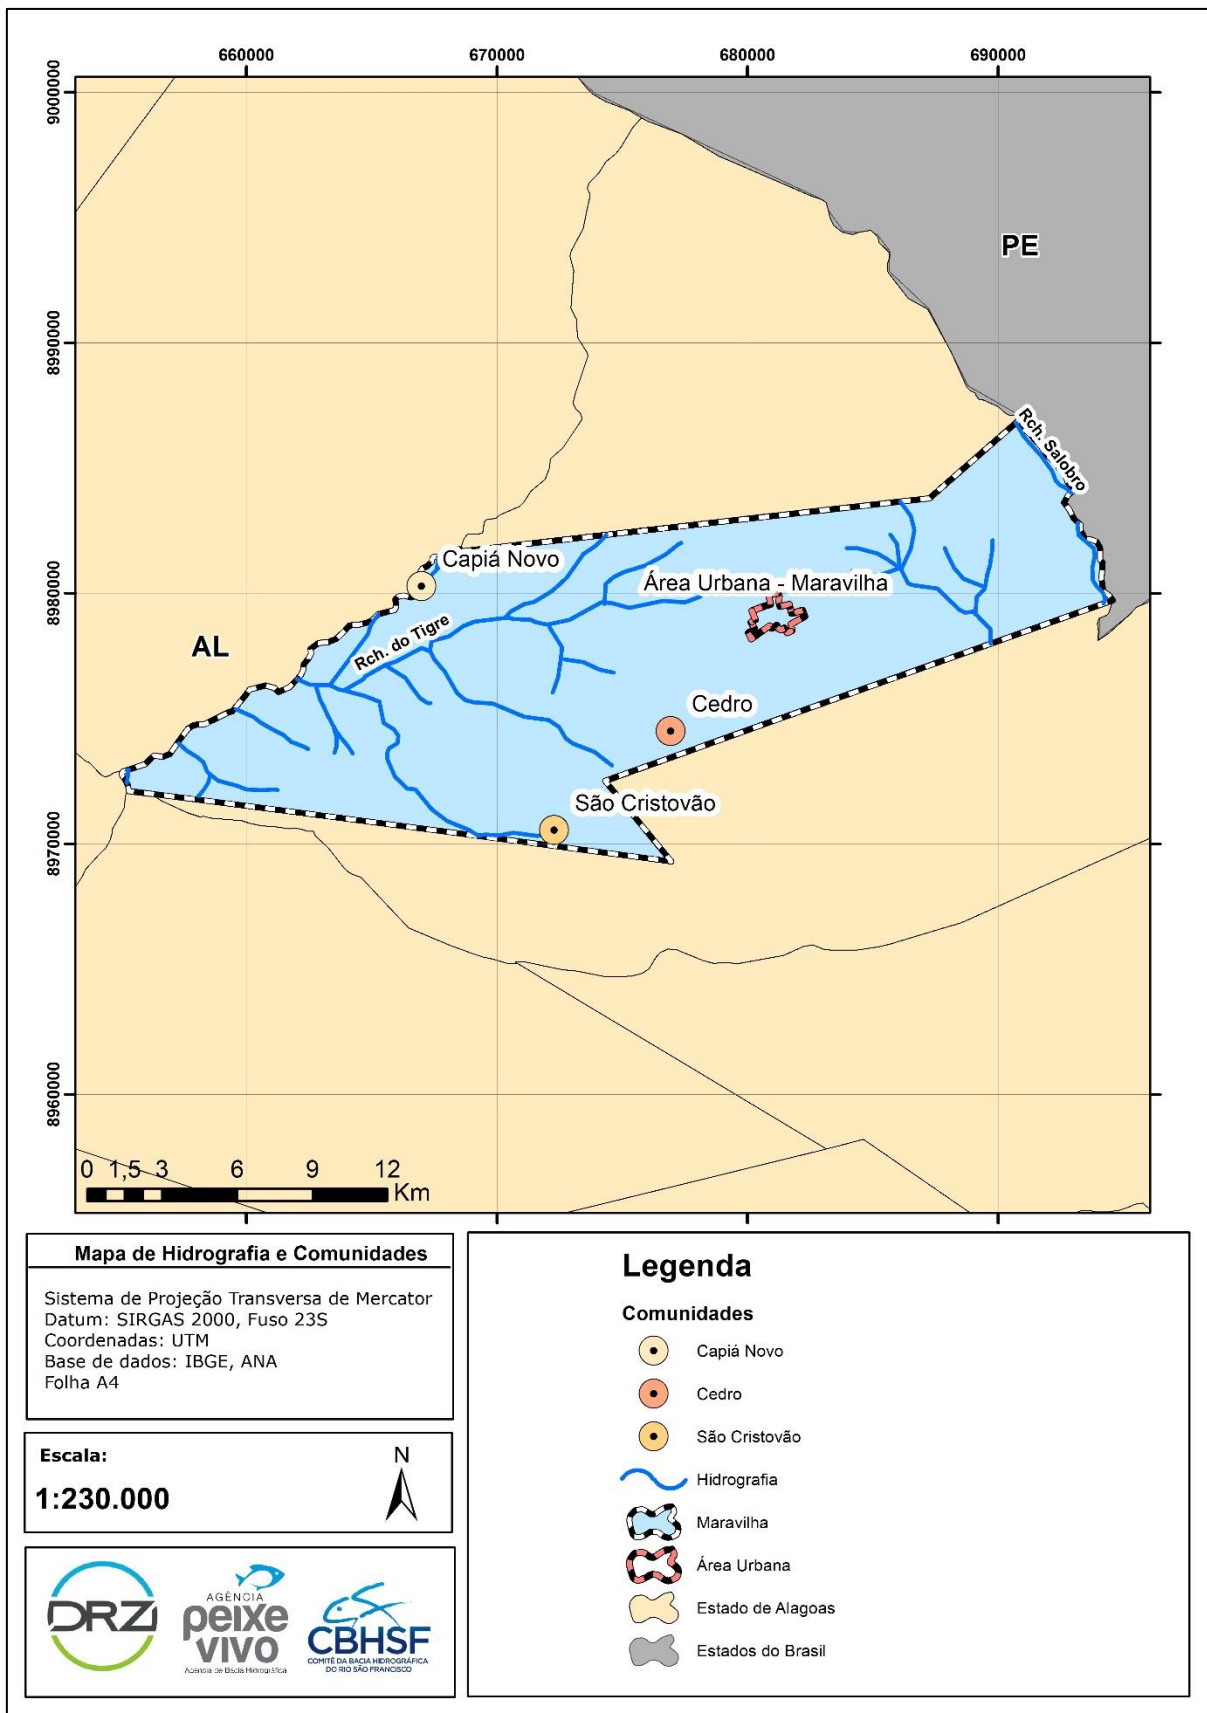 660000 670000 680000 690000
9000000
8990000
8980000
8970000
8960000
PE
Rch. Salobro
Capiá Novo
Área Urbana - Maravilha
Rch. do Tigre
AL
Cedro
São Cristovão
0 1,5 3 6 9 12
Km
Mapa de Hidrografia e Comunidades
Sistema de Projeção Transversa de Mercator
Datum: SIRGAS 2000, Fuso 23S
Coordenadas: UTM
Base de dados: IBGE, ANA
Folha A4
Escala:
1:230.000
N
DRZ
AGÊNCIA
peixe
VIVO
Agência de Bacia Hidrográfica
CBHSF
COMITÊ DA BACIA HIDROGRÁFICA
DO RIO SÃO FRANCISCO
Legenda
Comunidades
Capiá Novo
Cedro
São Cristovão
Hidrografia
Maravilha
Área Urbana
Estado de Alagoas
Estados do Brasil